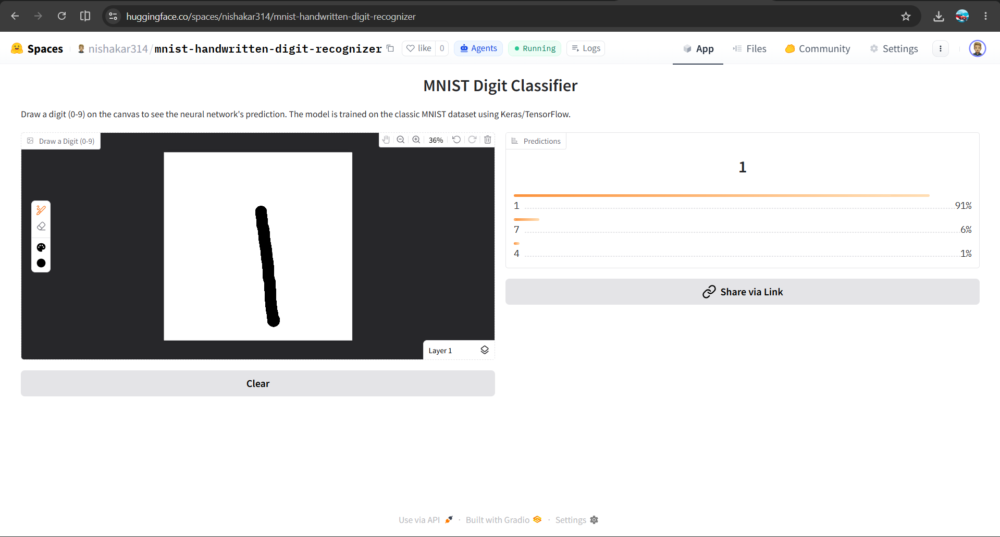 huggingface.co/spaces/nishakar314/mnist-handwritten-digit-recognizer
Spaces nishakar314/mnist-handwritten-digit-recognizer like 0 Agents Running Logs App Files Community Settings
MNIST Digit Classifier
Draw a digit (0-9) on the canvas to see the neural network's prediction. The model is trained on the classic MNIST dataset using Keras/TensorFlow.
Draw a Digit (0-9)
36%
Layer 1
Clear
Predictions
1
1 91%
7 6%
4 1%
Share via Link
Use via API · Built with Gradio · Settings